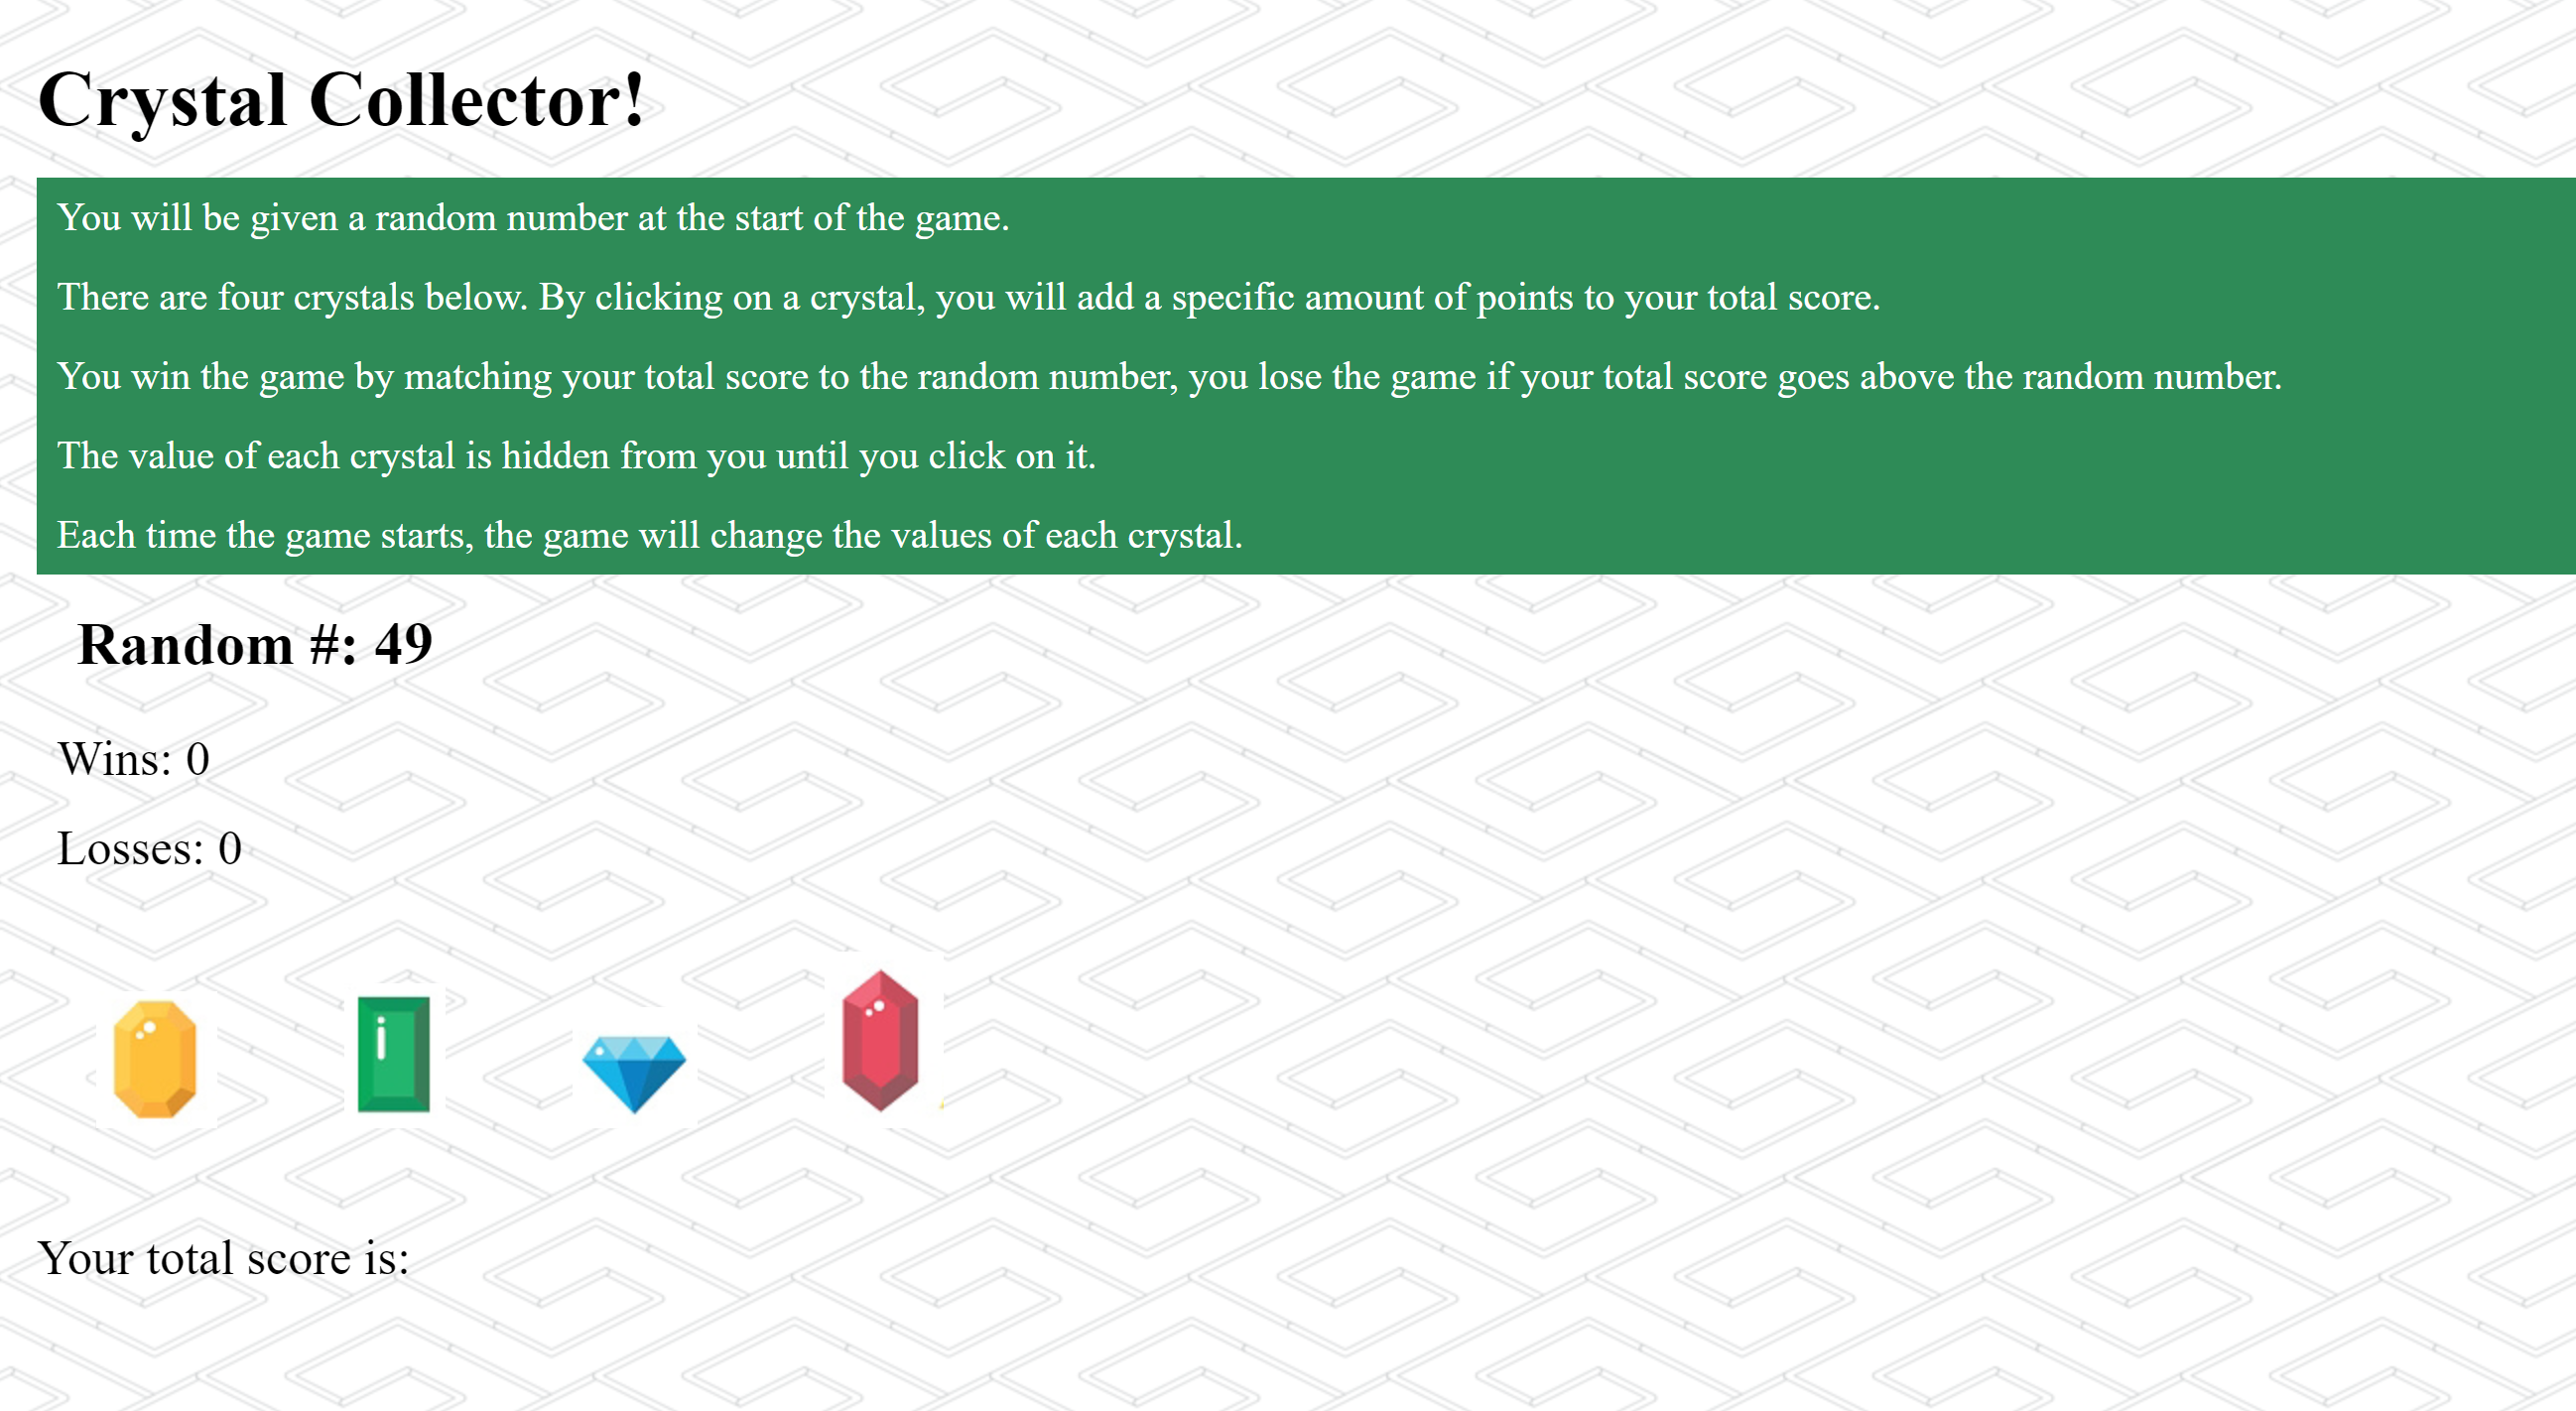 Crystal Collector!
You will be given a random number at the start of the game.
There are four crystals below. By clicking on a crystal, you will add a specific amount of points to your total score.
You win the game by matching your total score to the random number, you lose the game if your total score goes above the random number.
The value of each crystal is hidden from you until you click on it.
Each time the game starts, the game will change the values of each crystal.
Random #: 49
Wins: 0
Losses: 0
Your total score is: